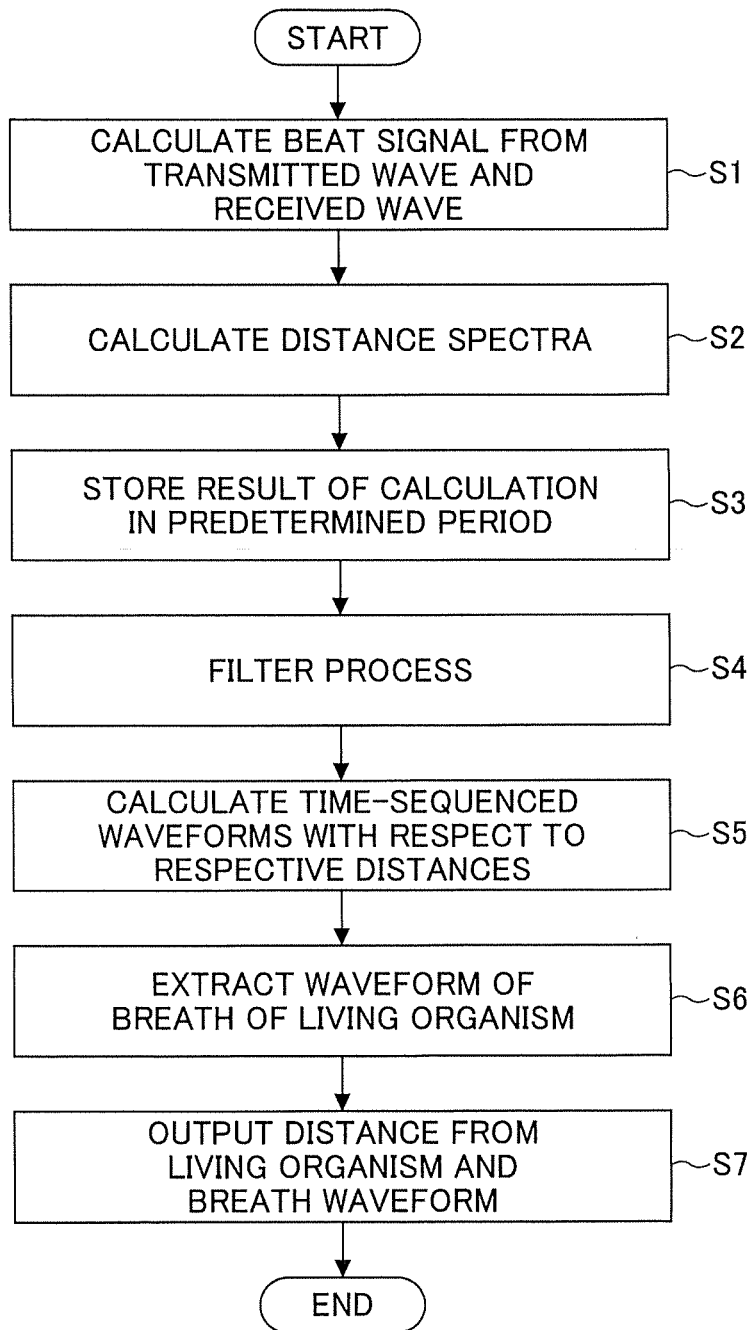 START
CALCULATE BEAT SIGNAL FROM
TRANSMITTED WAVE AND
RECEIVED WAVE
S1
CALCULATE DISTANCE SPECTRA
S2
STORE RESULT OF CALCULATION
IN PREDETERMINED PERIOD
S3
FILTER PROCESS
S4
CALCULATE TIME-SEQUENCED
WAVEFORMS WITH RESPECT TO
RESPECTIVE DISTANCES
S5
EXTRACT WAVEFORM OF
BREATH OF LIVING ORGANISM
S6
OUTPUT DISTANCE FROM
LIVING ORGANISM AND
BREATH WAVEFORM
S7
END